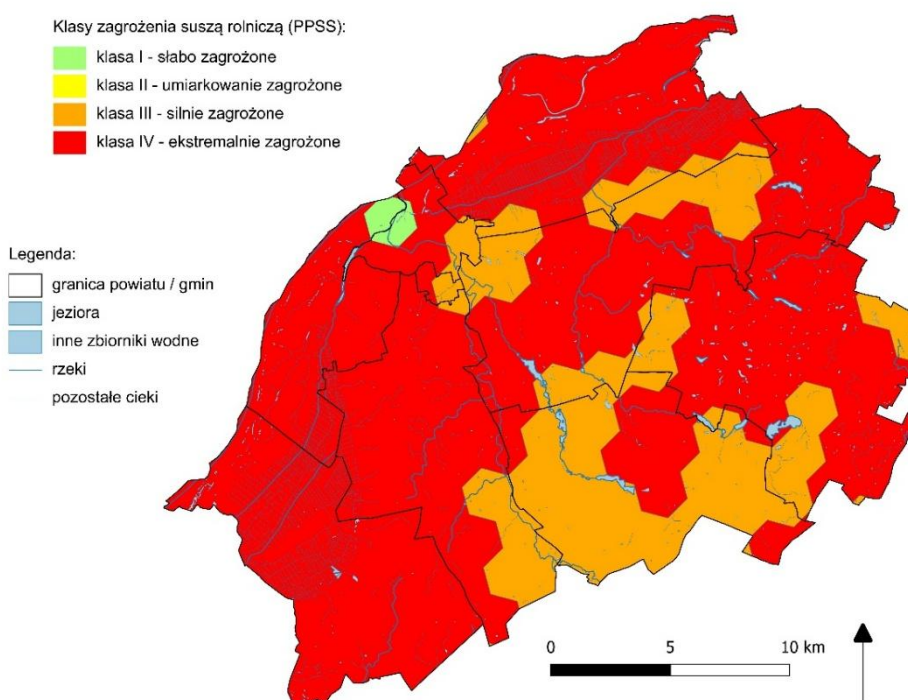 Klasy zagrożenia suszą rolniczą (PPSS):
klasa I - słabo zagrożone
klasa II - umiarkowanie zagrożone
klasa III - silnie zagrożone
klasa IV - ekstremalnie zagrożone
Legenda:
granica powiatu / gmin
jeziora
inne zbiorniki wodne
rzeki
pozostałe cieki
0 5 10 km